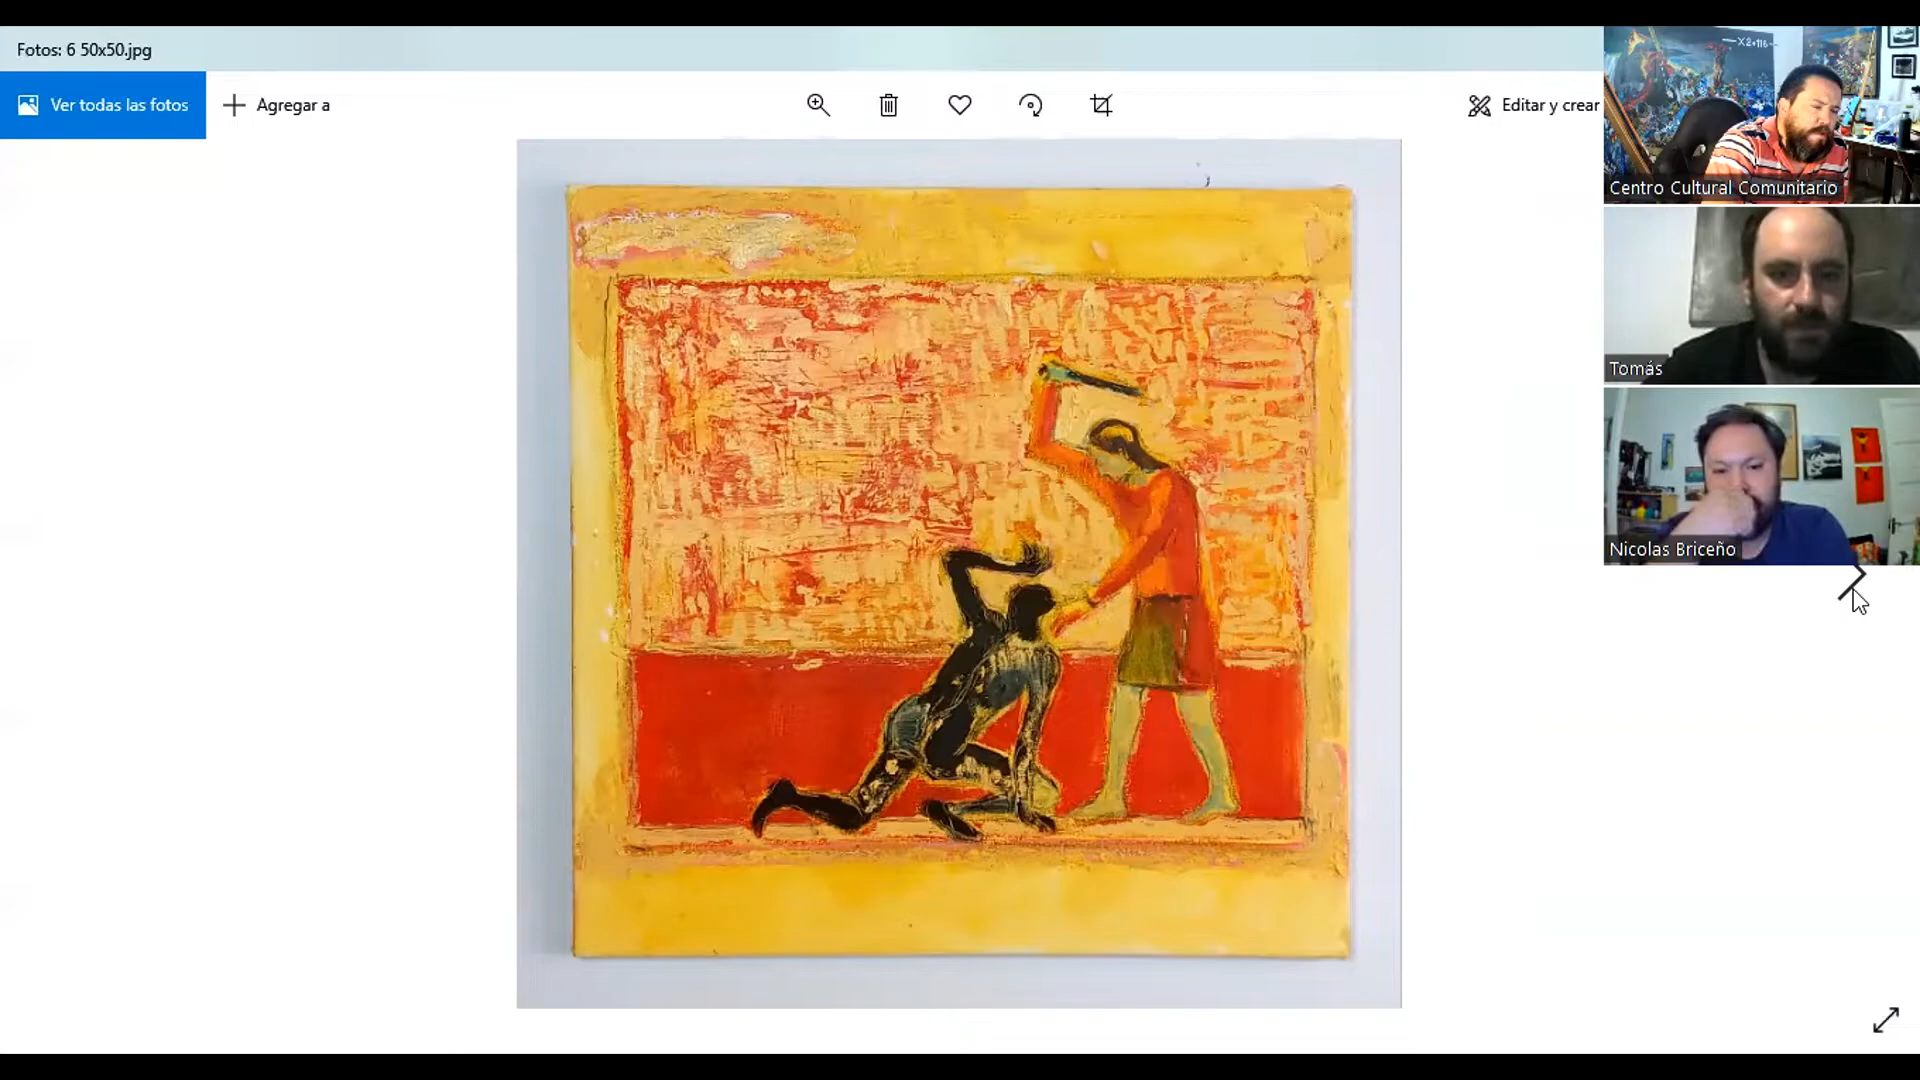 Fotos: 6 50x50.jpg
Ver todas las fotos
Agregar a
Editar y crear
Centro Cultural Comunitario
Tomás
Nicolas Briceño